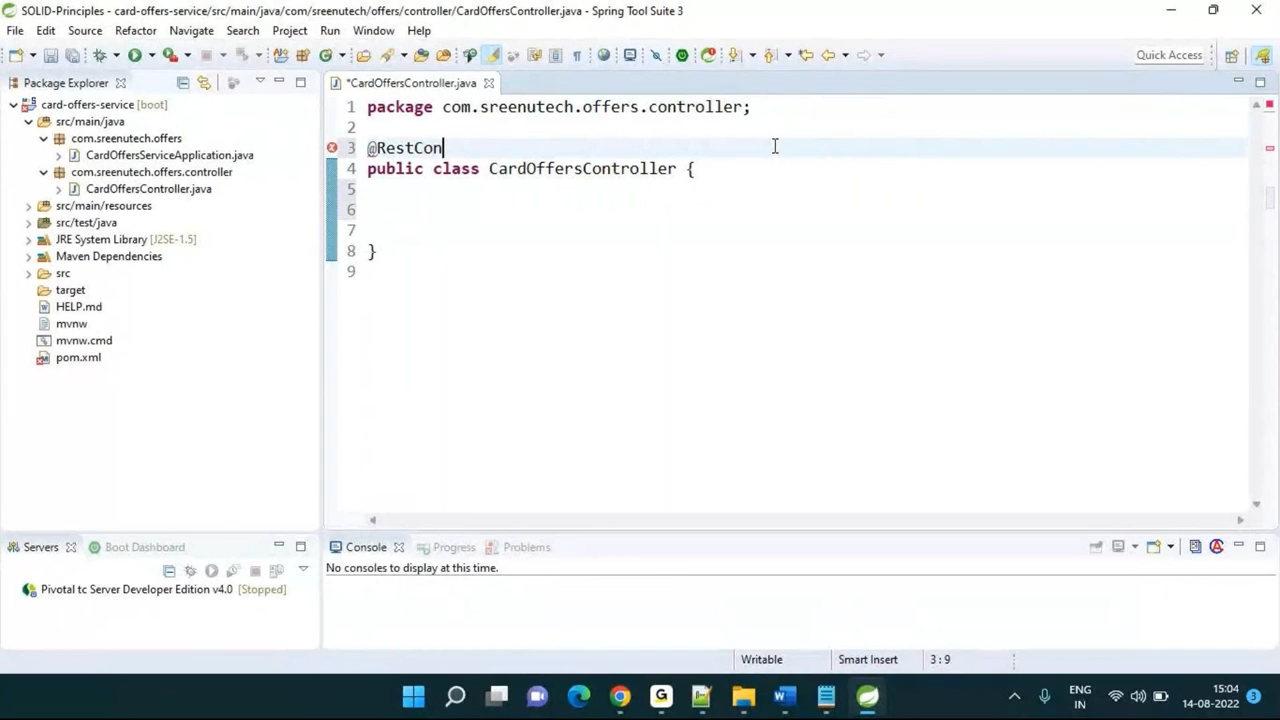 SOLID-Principles - card-offers-service/src/main/java/com/sreenutech/offers/controller/CardOffersController.java - Spring Tool Suite 3
File Edit Source Refactor Navigate Search Project Run Window Help
Quick Access
Package Explorer
*CardOffersController.java
card-offers-service [boot]
src/main/java
com.sreenutech.offers
CardOffersServiceApplication.java
com.sreenutech.offers.controller
CardOffersController.java
src/main/resources
src/test/java
JRE System Library [J2SE-1.5]
Maven Dependencies
src
target
HELP.md
mvnw
mvnw.cmd
pom.xml
1 package com.sreenutech.offers.controller;
2
3 @RestCon
4 public class CardOffersController {
5
6
7
8 }
9
Servers Boot Dashboard
Pivotal tc Server Developer Edition v4.0 [Stopped]
Console Progress Problems
No consoles to display at this time.
Writable Smart Insert 3 : 9
ENG
IN
15:04
14-08-2022
3